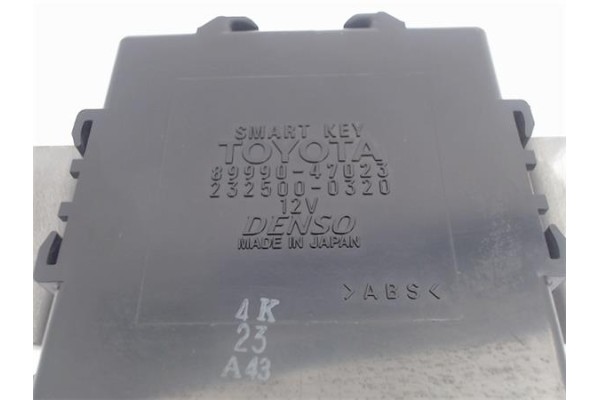 SMART KEY
TOYOTA
89990-47023
232500-0320
12V
DENSO
MADE IN JAPAN
>ABS<
4K
23
A43